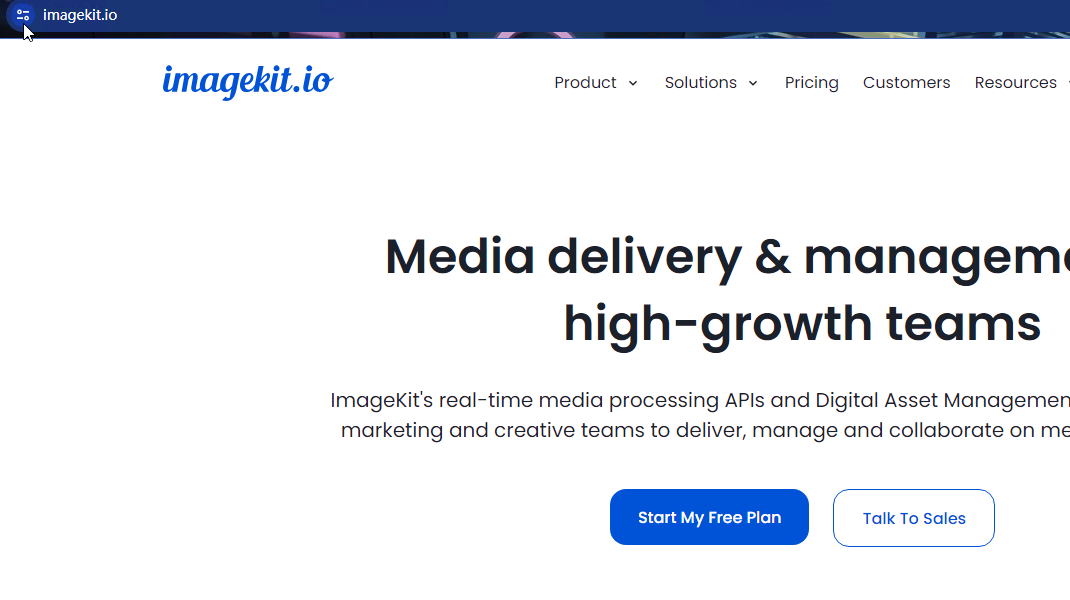 imagekit.io
imagekit.io
Product Solutions Pricing Customers Resources
Media delivery & managem
high-growth teams
ImageKit's real-time media processing APIs and Digital Asset Managemen
marketing and creative teams to deliver, manage and collaborate on me
Start My Free Plan
Talk To Sales